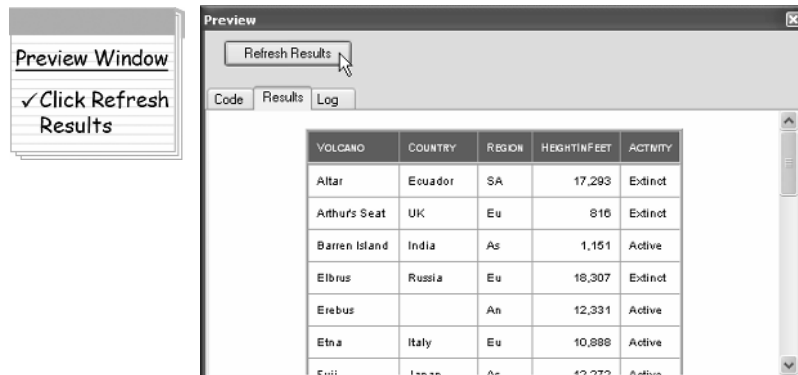 Preview Window
✓ Click Refresh
Results
Preview
Refresh Results
Code Results Log
VOLCANO COUNTRY REGION HEIGHTINFEET ACTIVITY
Altar Ecuador SA 17,293 Extinct
Arthur's Seat UK Eu 816 Extinct
Barren Island India As 1,151 Active
Elbrus Russia Eu 18,307 Extinct
Erebus An 12,331 Active
Etna Italy Eu 10,888 Active